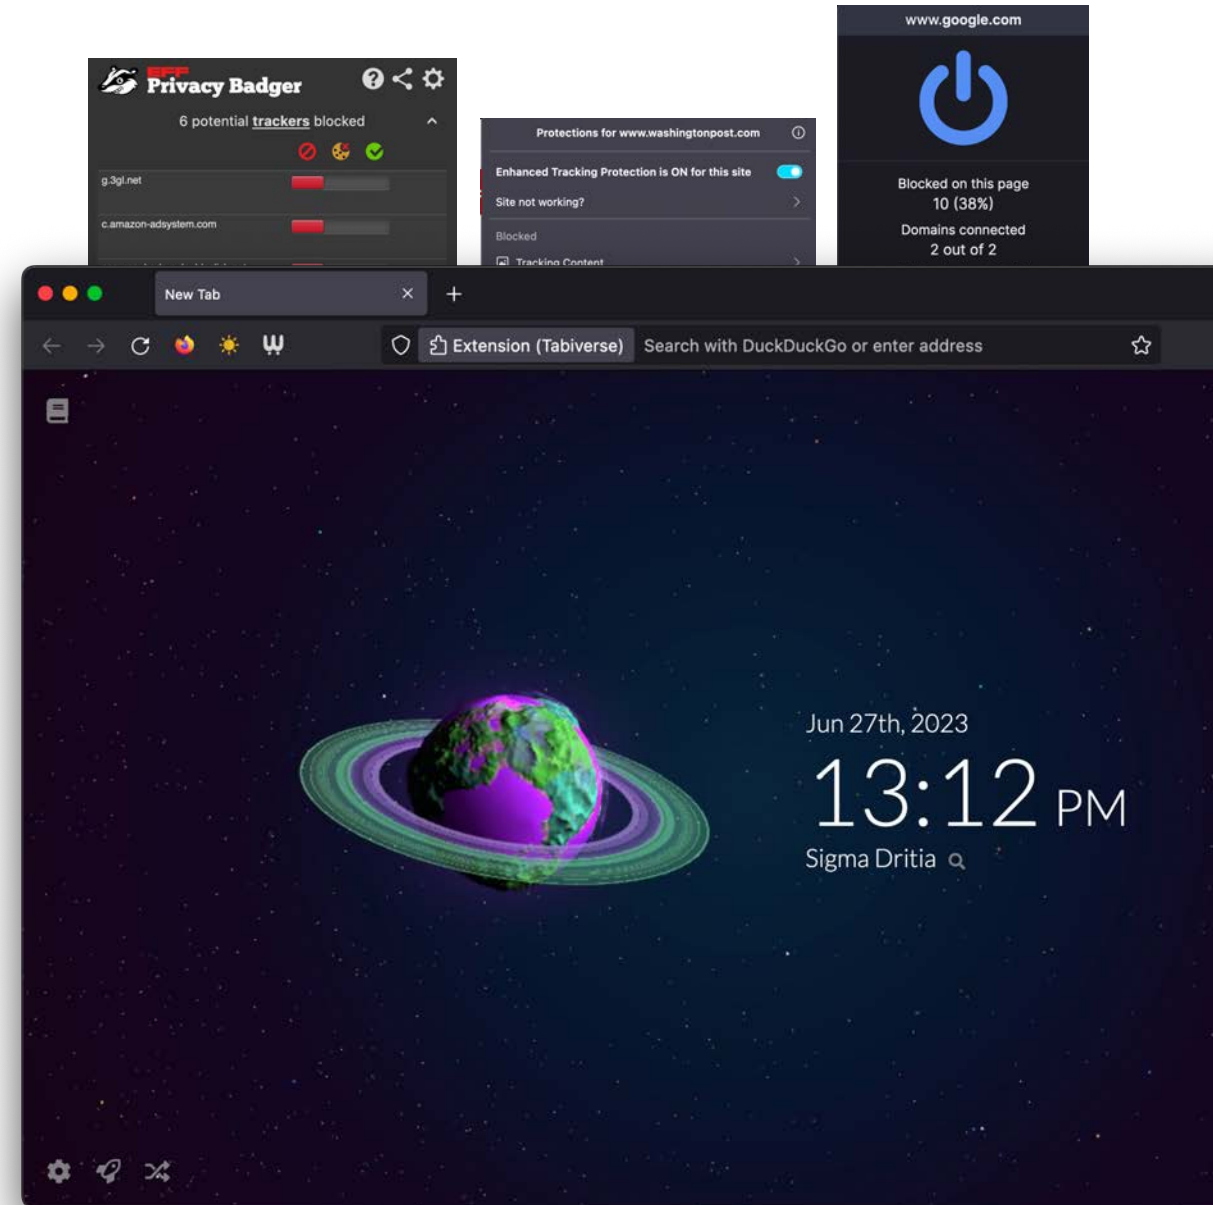 EFF
Privacy Badger
6 potential trackers blocked
g.3gl.net
c.amazon-adsystem.com
Protections for www.washingtonpost.com
Enhanced Tracking Protection is ON for this site
Site not working?
Blocked
Tracking Content
www.google.com
Blocked on this page
10 (38%)
Domains connected
2 out of 2
New Tab
Extension (Tabiverse) Search with DuckDuckGo or enter address
Jun 27th, 2023
13:12 PM
Sigma Dritia